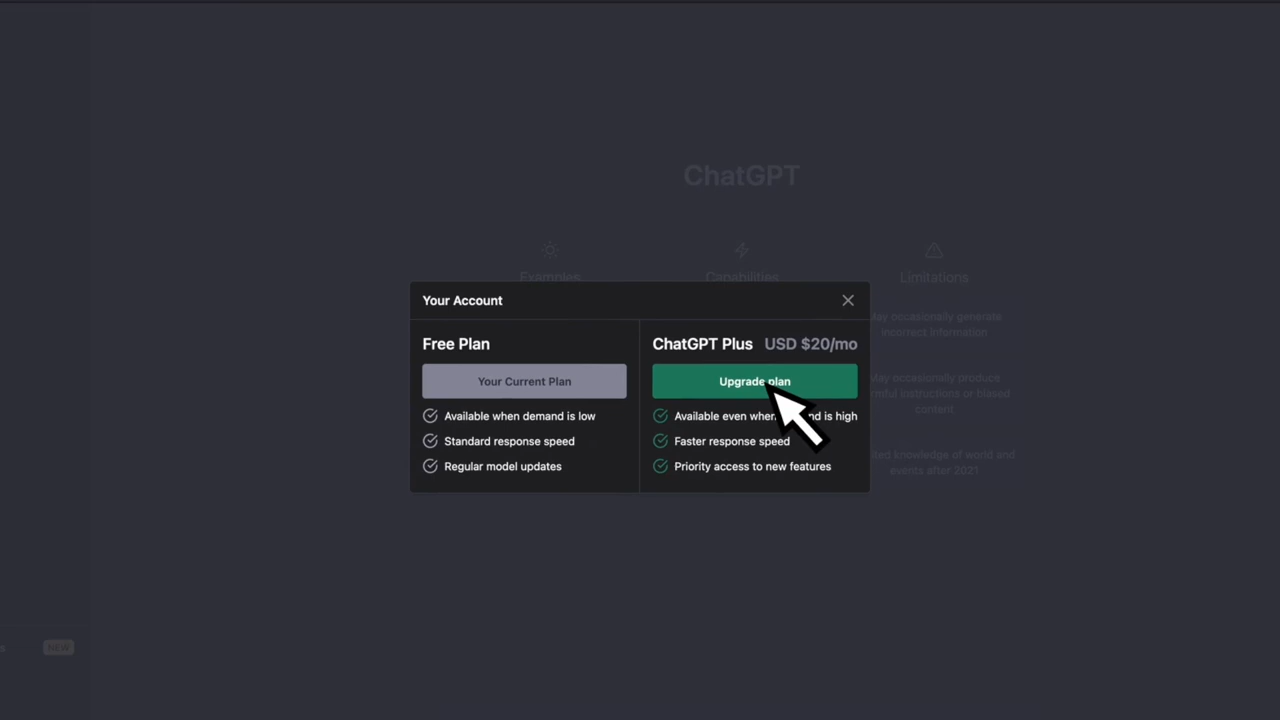 ChatGPT
Examples
Capabilities
Limitations
Your Account
May occasionally generate
incorrect information
Free Plan
ChatGPT Plus USD $20/mo
Your Current Plan
Upgrade plan
May occasionally produce
instructions or biased
content
Available when demand is low
Available even when is high
Standard response speed
Faster response speed
knowledge of world and
events after 2021
Regular model updates
Priority access to new features
NEW